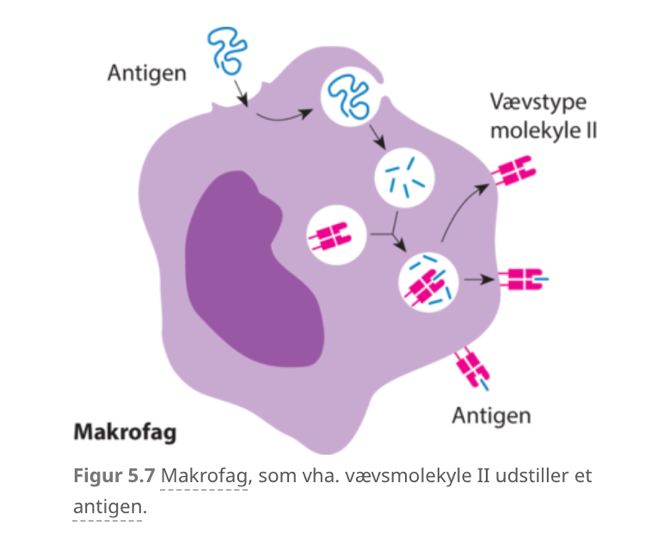 Antigen
Vævstype
molekyle II
Antigen
Makrofag
Figur 5.7 Makrofag, som vha. vævsmolekyle II udstiller et
antigen.